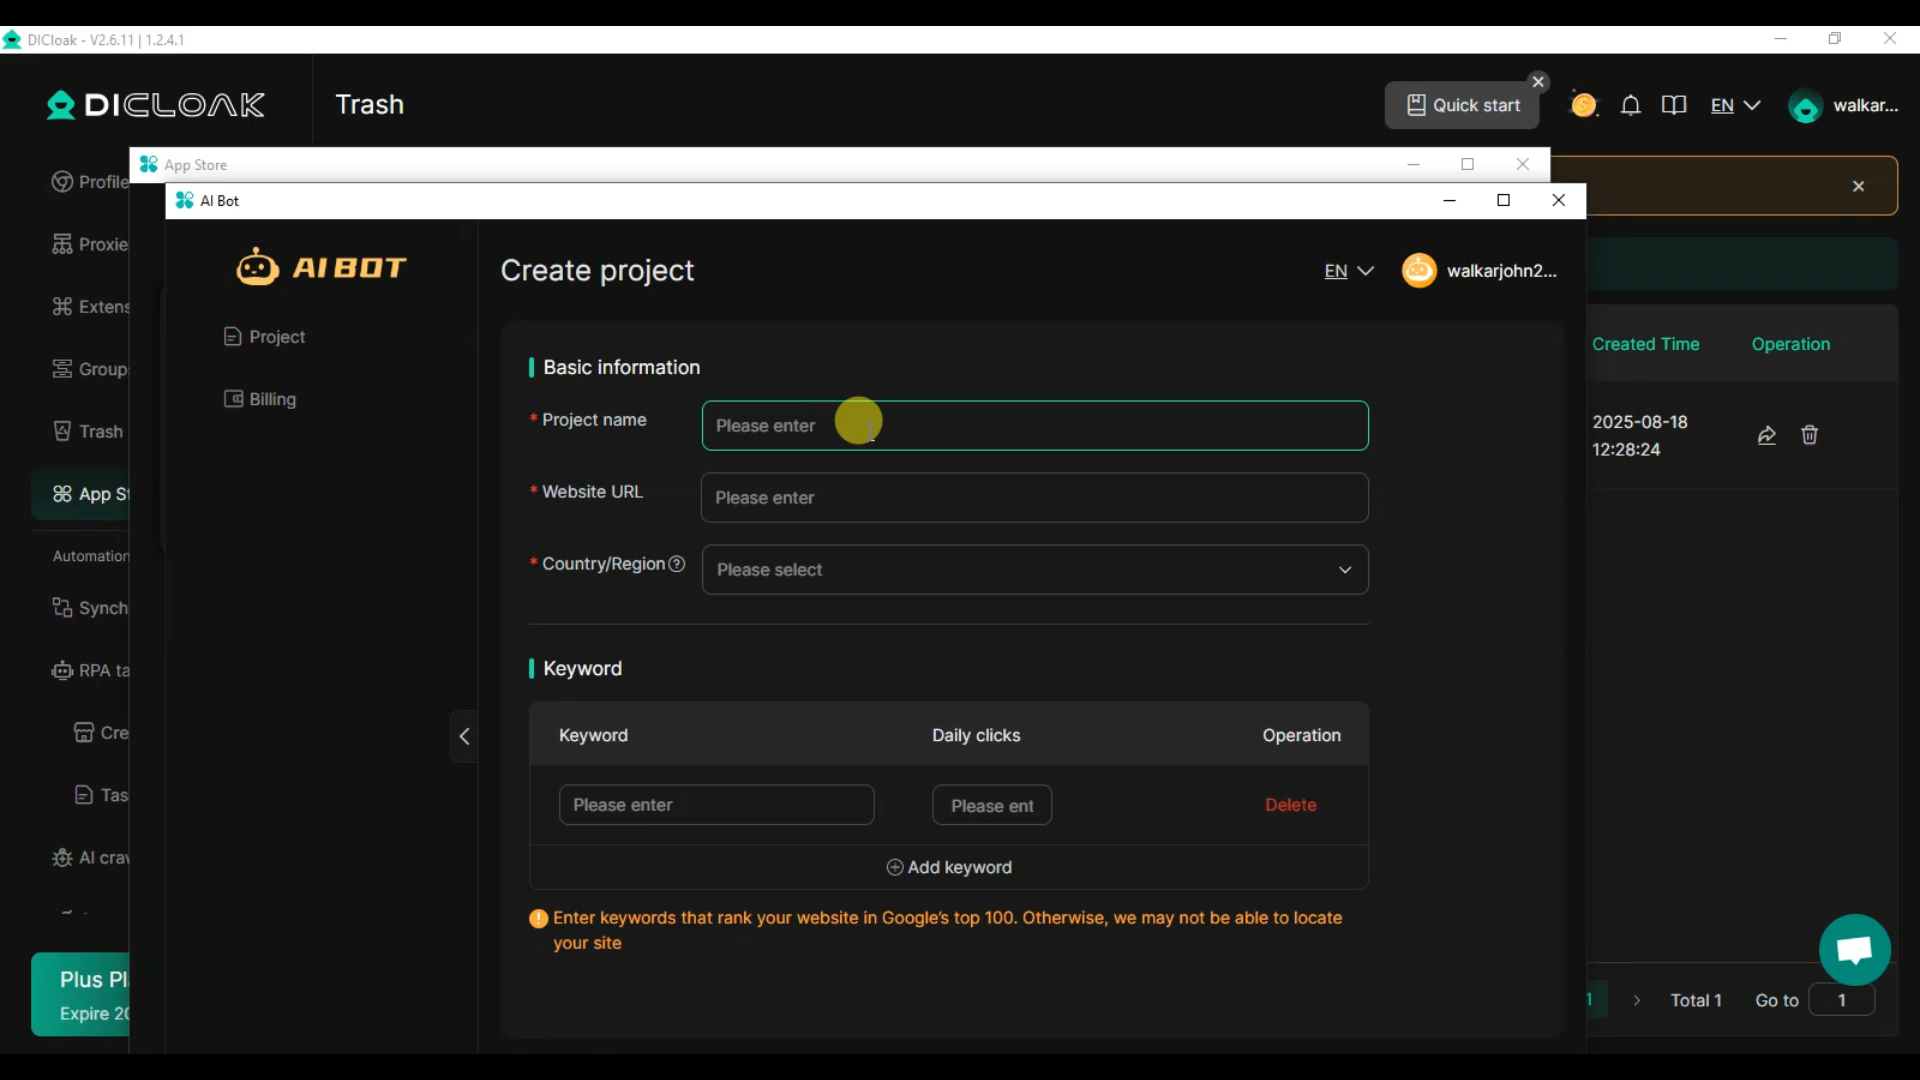 DICloak - V2.6.11 | 1.2.4.1
DICLOAK
Trash
Quick start
EN
walkar...
App Store
AI Bot
Profile
Proxie
Extens
Group
Trash
App St
Automation
Synch
RPA ta
Cre
Tas
AI crav
Plus Pl
Expire 20
AI BOT
Project
Billing
Create project
EN
walkarjohn2...
Basic information
* Project name
Please enter
* Website URL
Please enter
* Country/Region
Please select
Keyword
Keyword Daily clicks Operation
Please enter Please ent Delete
Add keyword
Enter keywords that rank your website in Google's top 100. Otherwise, we may not be able to locate
your site
Created Time Operation
2025-08-18
12:28:24
1
Total 1
Go to
1